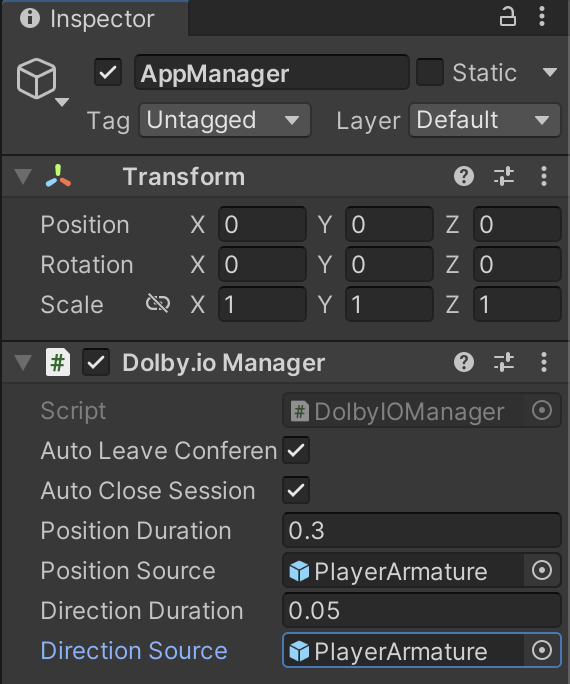 Inspector
AppManager Static
Tag Untagged Layer Default
Transform
Position X 0 Y 0 Z 0
Rotation X 0 Y 0 Z 0
Scale X 1 Y 1 Z 1
# Dolby.io Manager
Script # DolbyIOManager
Auto Leave Conferen
Auto Close Session
Position Duration 0.3
Position Source PlayerArmature
Direction Duration 0.05
Direction Source PlayerArmature